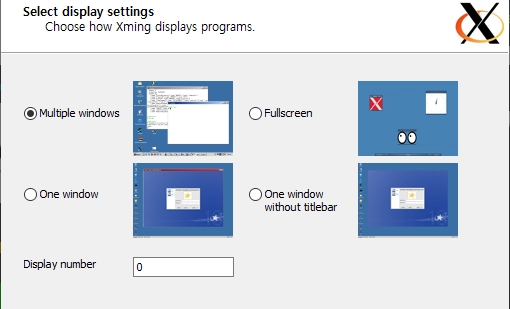 Select display settings
Choose how Xming displays programs.
Multiple windows
Fullscreen
One window
One window
without titlebar
Display number
0